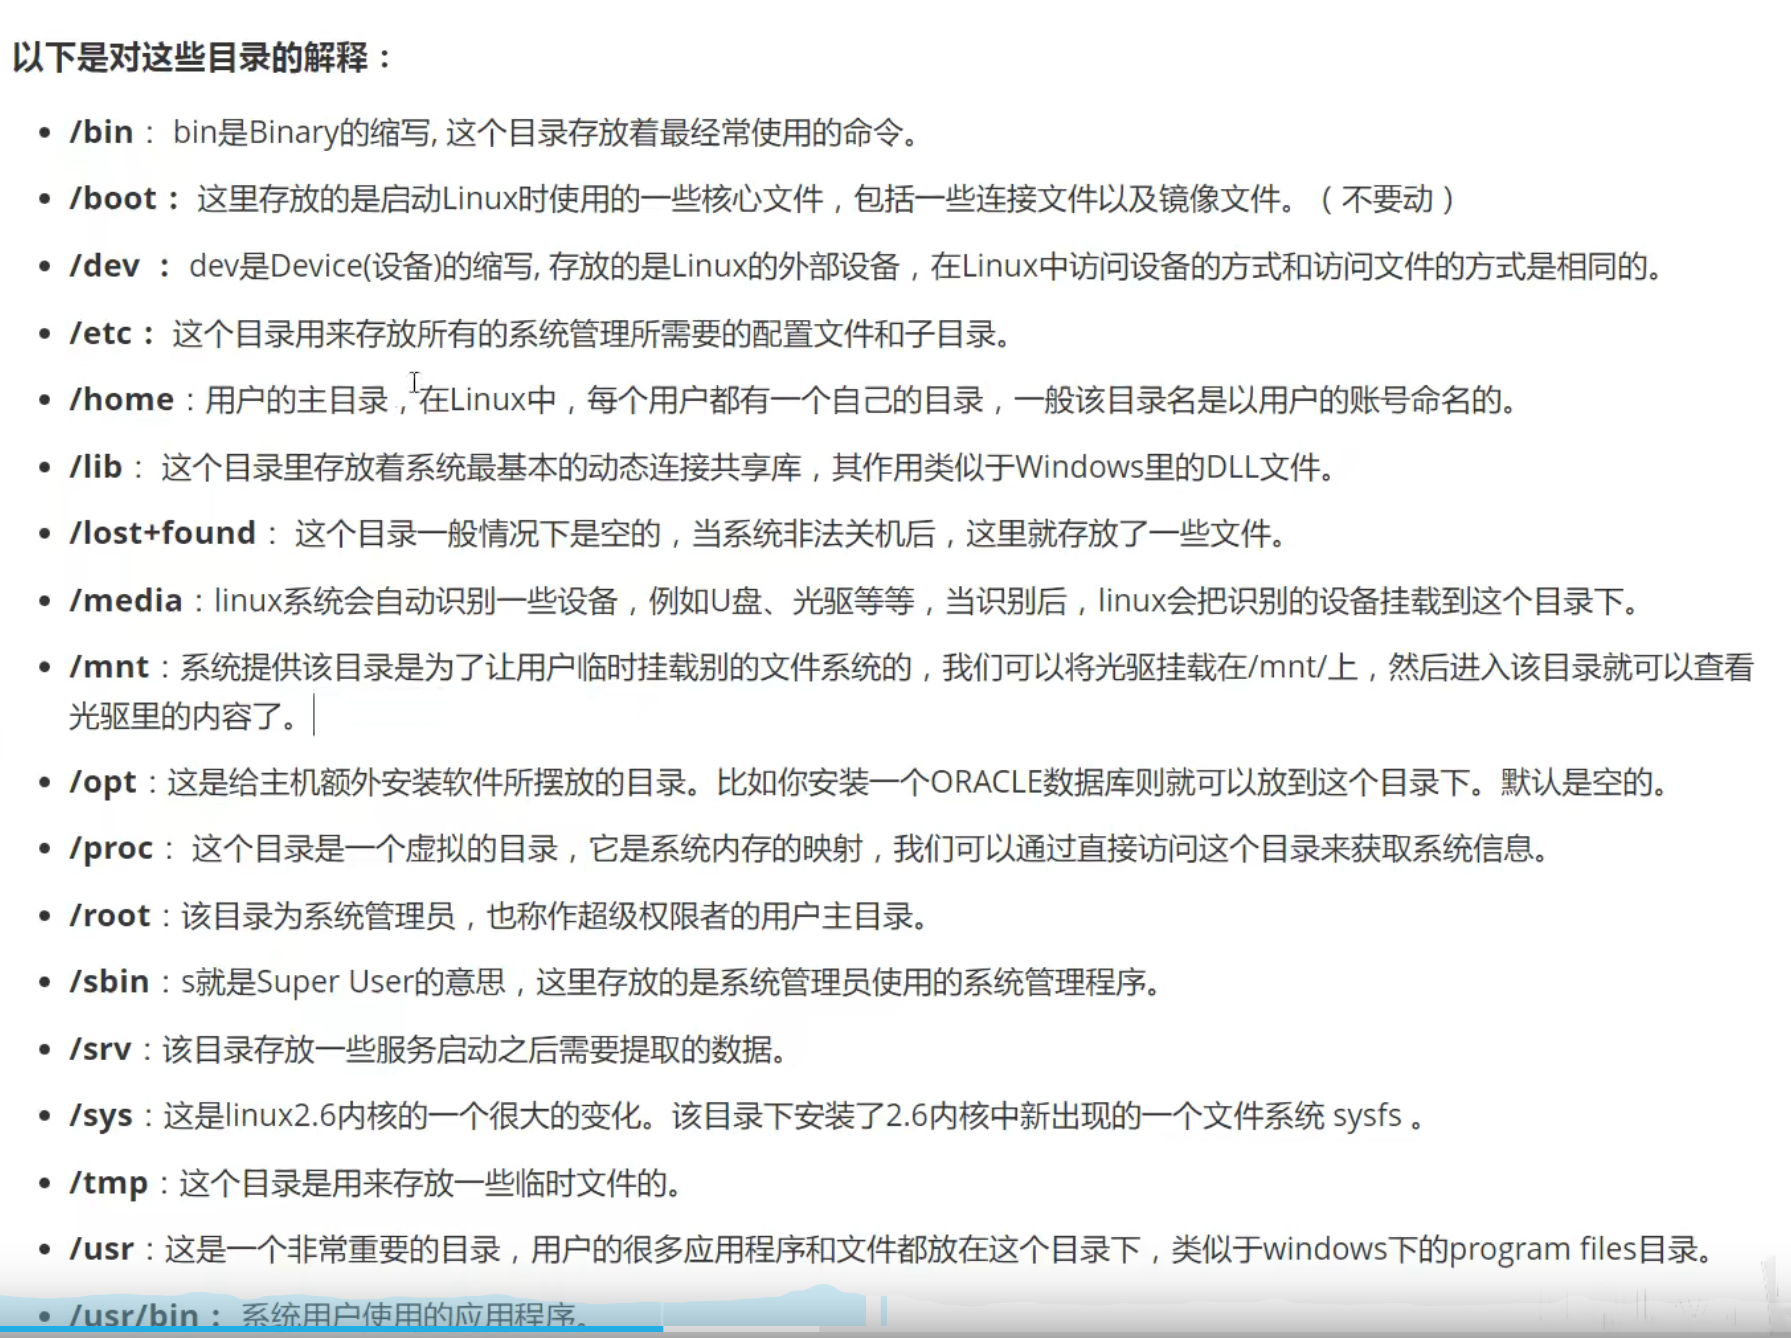 以下是对这些目录的解释：
/bin： bin是Binary的缩写, 这个目录存放着最经常使用的命令。
/boot： 这里存放的是启动Linux时使用的一些核心文件，包括一些连接文件以及镜像文件。（不要动）
/dev ： dev是Device(设备)的缩写, 存放的是Linux的外部设备，在Linux中访问设备的方式和访问文件的方式是相同的。
/etc： 这个目录用来存放所有的系统管理所需要的配置文件和子目录。
/home：用户的主目录，在Linux中，每个用户都有一个自己的目录，一般该目录名是以用户的账号命名的。
/lib： 这个目录里存放着系统最基本的动态连接共享库，其作用类似于Windows里的DLL文件。
/lost+found： 这个目录一般情况下是空的，当系统非法关机后，这里就存放了一些文件。
/media：linux系统会自动识别一些设备，例如U盘、光驱等等，当识别后，linux会把识别的设备挂载到这个目录下。
/mnt：系统提供该目录是为了让用户临时挂载别的文件系统的，我们可以将光驱挂载在/mnt/上，然后进入该目录就可以查看
光驱里的内容了。
/opt：这是给主机额外安装软件所摆放的目录。比如你安装一个ORACLE数据库则就可以放到这个目录下。默认是空的。
/proc： 这个目录是一个虚拟的目录，它是系统内存的映射，我们可以通过直接访问这个目录来获取系统信息。
/root：该目录为系统管理员，也称作超级权限者的用户主目录。
/sbin：s就是Super User的意思，这里存放的是系统管理员使用的系统管理程序。
/srv：该目录存放一些服务启动之后需要提取的数据。
/sys：这是linux2.6内核的一个很大的变化。该目录下安装了2.6内核中新出现的一个文件系统 sysfs 。
/tmp：这个目录是用来存放一些临时文件的。
/usr：这是一个非常重要的目录，用户的很多应用程序和文件都放在这个目录下，类似于windows下的program files目录。
/usr/bin： 系统用户使用的应用程序。